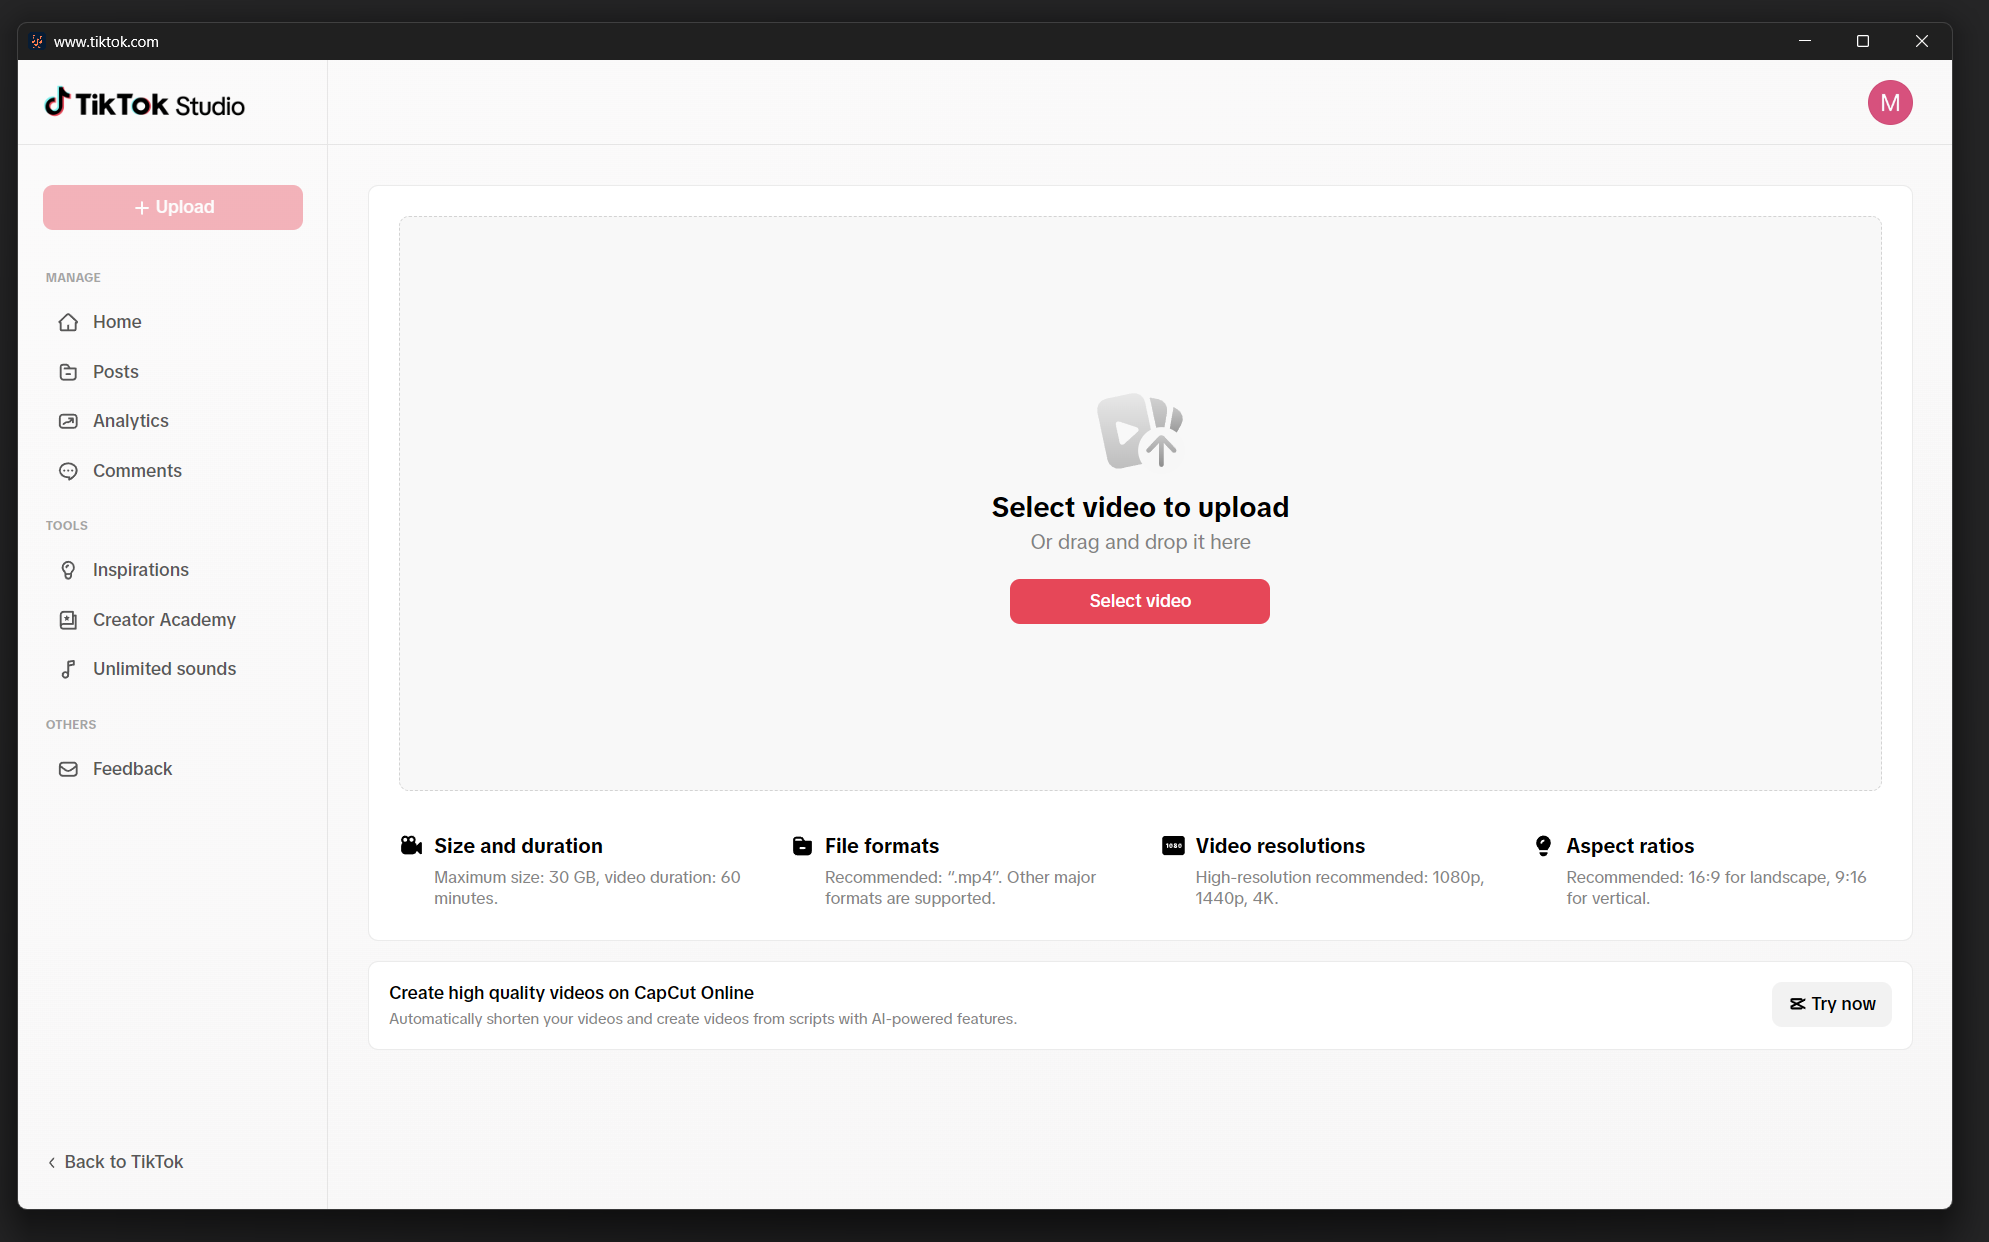 www.tiktok.com
TikTok Studio
M
+ Upload
MANAGE
Home
Posts
Analytics
Comments
TOOLS
Inspirations
Creator Academy
Unlimited sounds
OTHERS
Feedback
Back to TikTok
Select video to upload
Or drag and drop it here
Select video
Size and duration
Maximum size: 30 GB, video duration: 60
minutes.
File formats
Recommended: “.mp4”. Other major
formats are supported.
1080
Video resolutions
High-resolution recommended: 1080p,
1440p, 4K.
Aspect ratios
Recommended: 16:9 for landscape, 9:16
for vertical.
Create high quality videos on CapCut Online
Automatically shorten your videos and create videos from scripts with AI-powered features.
Try now